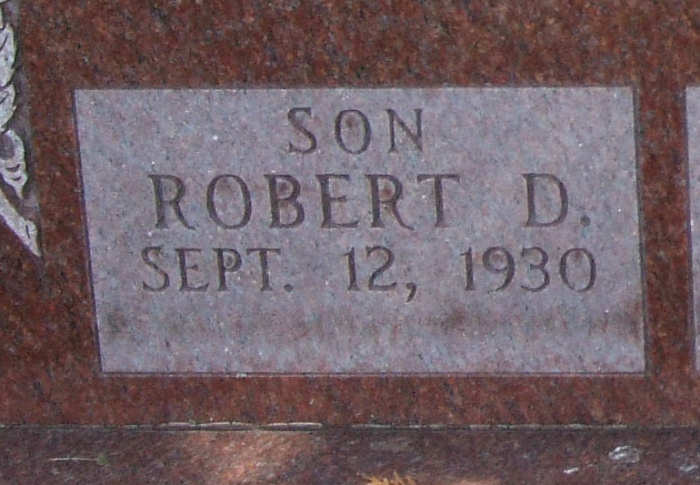 SON
ROBERT D.
SEPT. 12, 1930